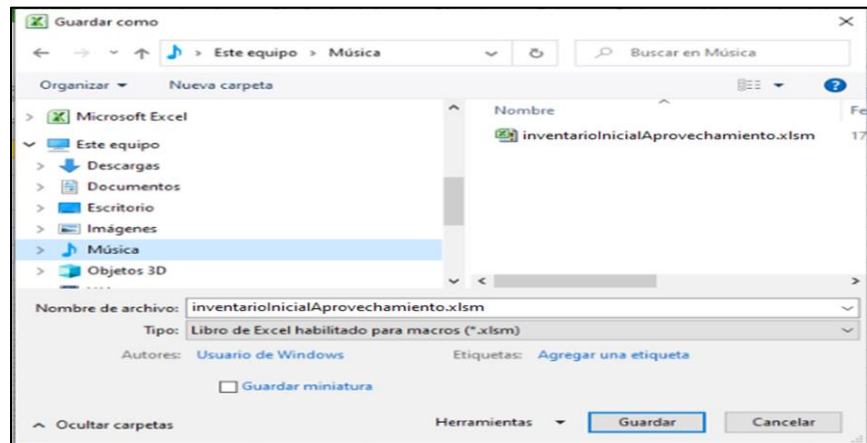 Guardar como
Este equipo > Música
Buscar en Música
Organizar
Nueva carpeta
Nombre
Fe
Microsoft Excel
inventarioInicialAprovechamiento.xlsm
17
Este equipo
Descargas
Documentos
Escritorio
Imágenes
Música
Objetos 3D
Nombre de archivo: inventarioInicialAprovechamiento.xlsm
Tipo: Libro de Excel habilitado para macros (*.xlsm)
Autores: Usuario de Windows
Etiquetas: Agregar una etiqueta
Guardar miniatura
Ocultar carpetas
Herramientas
Guardar
Cancelar